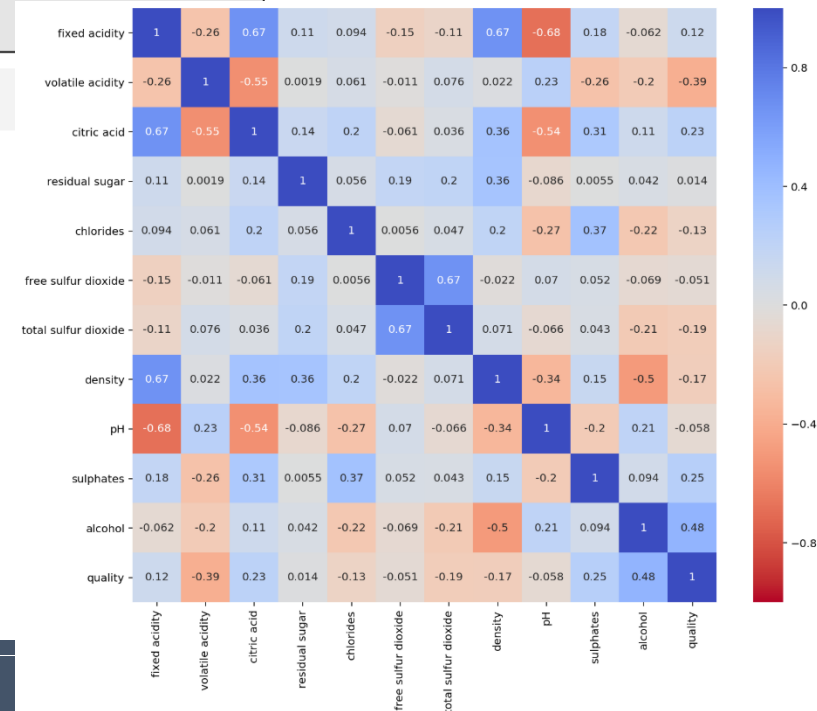 fixed acidity 1 -0.26 0.67 0.11 0.094 -0.15 -0.11 0.67 -0.68 0.18 -0.062 0.12
volatile acidity -0.26 1 -0.55 0.0019 0.061 -0.011 0.076 0.022 0.23 -0.26 -0.2 -0.39
citric acid 0.67 -0.55 1 0.14 0.2 -0.061 0.036 0.36 -0.54 0.31 0.11 0.23
residual sugar 0.11 0.0019 0.14 1 0.056 0.19 0.2 0.36 -0.086 0.0055 0.042 0.014
chlorides 0.094 0.061 0.2 0.056 1 0.0056 0.047 0.2 -0.27 0.37 -0.22 -0.13
free sulfur dioxide -0.15 -0.011 -0.061 0.19 0.0056 1 0.67 -0.022 0.07 0.052 -0.069 -0.051
total sulfur dioxide -0.11 0.076 0.036 0.2 0.047 0.67 1 0.071 -0.066 0.043 -0.21 -0.19
density 0.67 0.022 0.36 0.36 0.2 -0.022 0.071 1 -0.34 0.15 -0.5 -0.17
pH -0.68 0.23 -0.54 -0.086 -0.27 0.07 -0.066 -0.34 1 -0.2 0.21 -0.058
sulphates 0.18 -0.26 0.31 0.0055 0.37 0.052 0.043 0.15 -0.2 1 0.094 0.25
alcohol -0.062 -0.2 0.11 0.042 -0.22 -0.069 -0.21 -0.5 0.21 0.094 1 0.48
quality 0.12 -0.39 0.23 0.014 -0.13 -0.051 -0.19 -0.17 -0.058 0.25 0.48 1
fixed acidity
volatile acidity
citric acid
residual sugar
chlorides
free sulfur dioxide
total sulfur dioxide
density
pH
sulphates
alcohol
quality
0.8
0.4
0.0
−0.4
−0.8